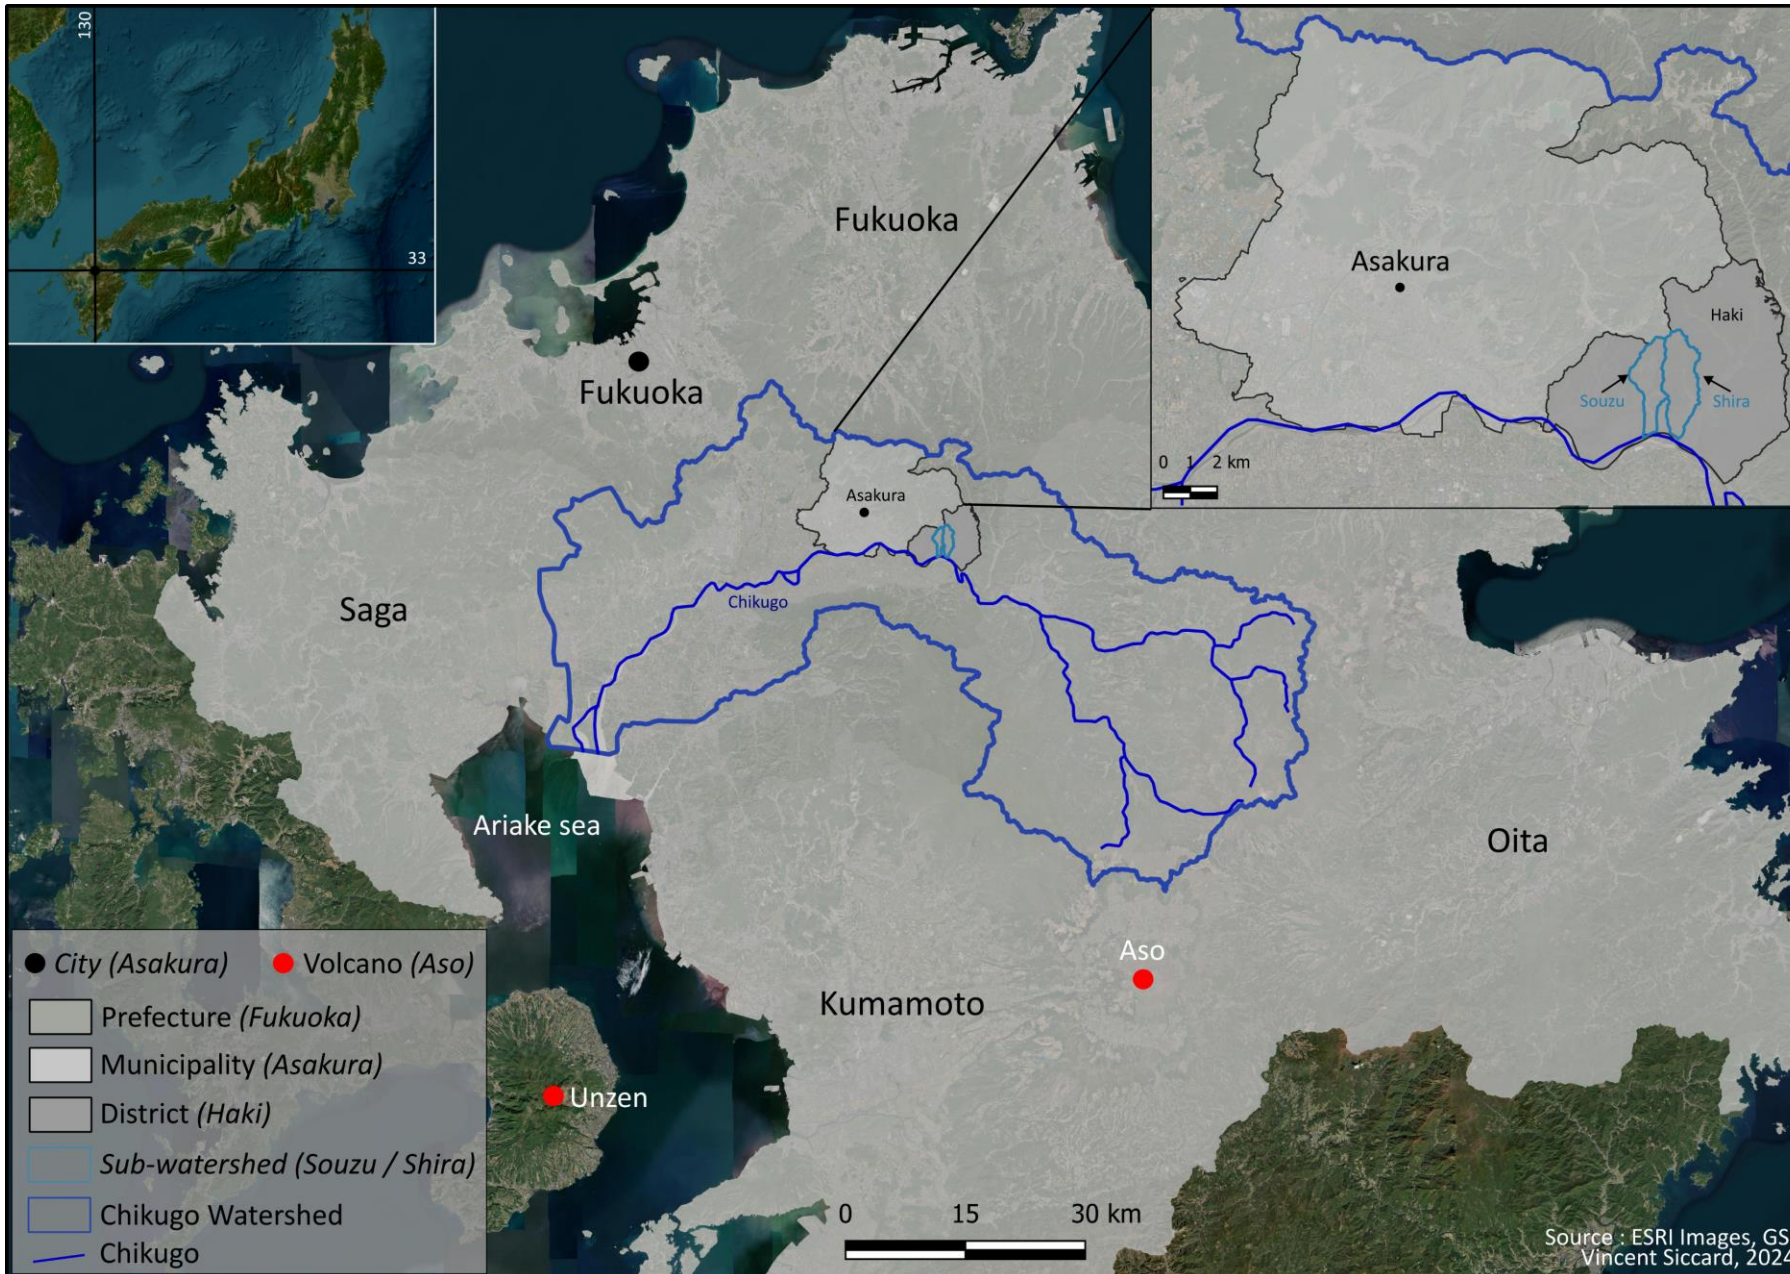 130
33
Fukuoka
Fukuoka
Asakura
Chikugo
Saga
Ariake sea
Oita
Aso
Kumamoto
Unzen
Asakura
Haki
Souzu
Shira
0 1 2 km
City (Asakura)
Volcano (Aso)
Prefecture (Fukuoka)
Municipality (Asakura)
District (Haki)
Sub-watershed (Souzu / Shira)
Chikugo Watershed
Chikugo
0 15 30 km
Source : ESRI Images, GS
Vincent Siccard, 2024